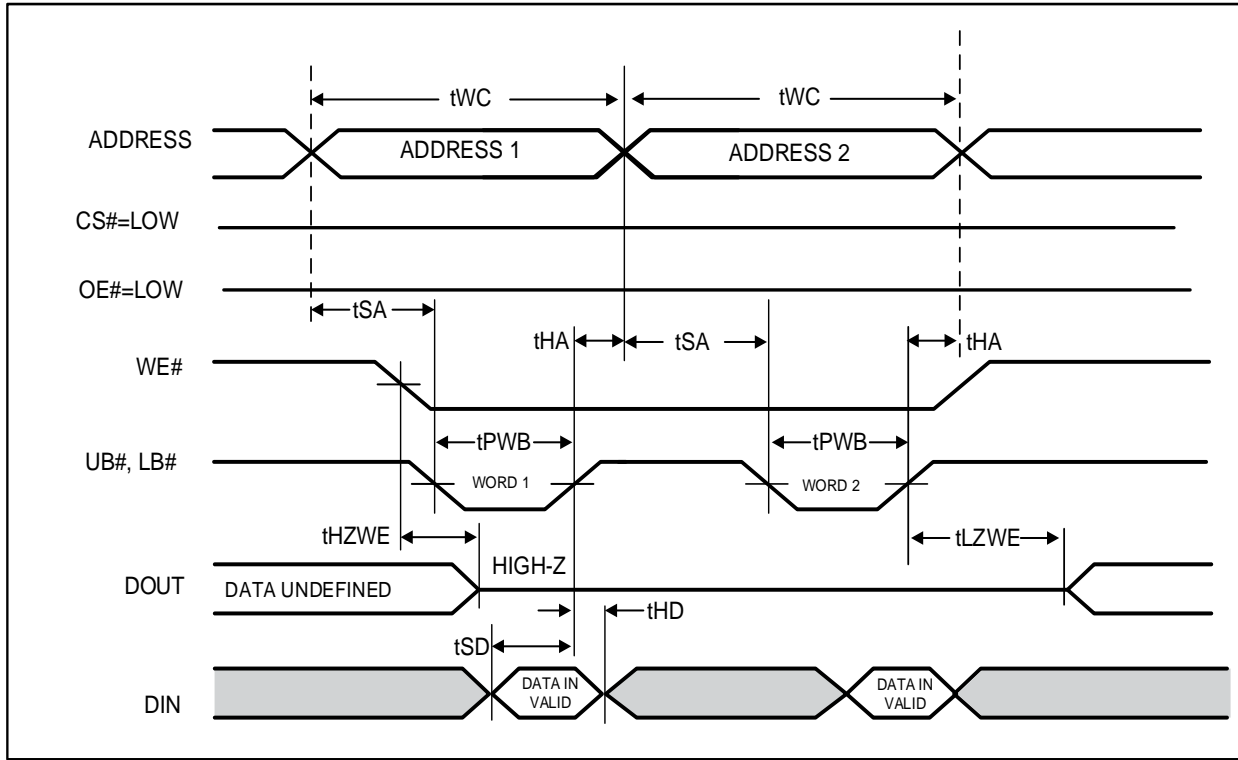 tWC
tWC
ADDRESS
ADDRESS 1
ADDRESS 2
CS#=LOW
OE#=LOW
tSA
tHA
tSA
tHA
WE#
tPWB
tPWB
UB#, LB#
WORD 1
WORD 2
tHZWE
tLZWE
HIGH-Z
DOUT
DATA UNDEFINED
tHD
tSD
DIN
DATA IN
VALID
DATA IN
VALID